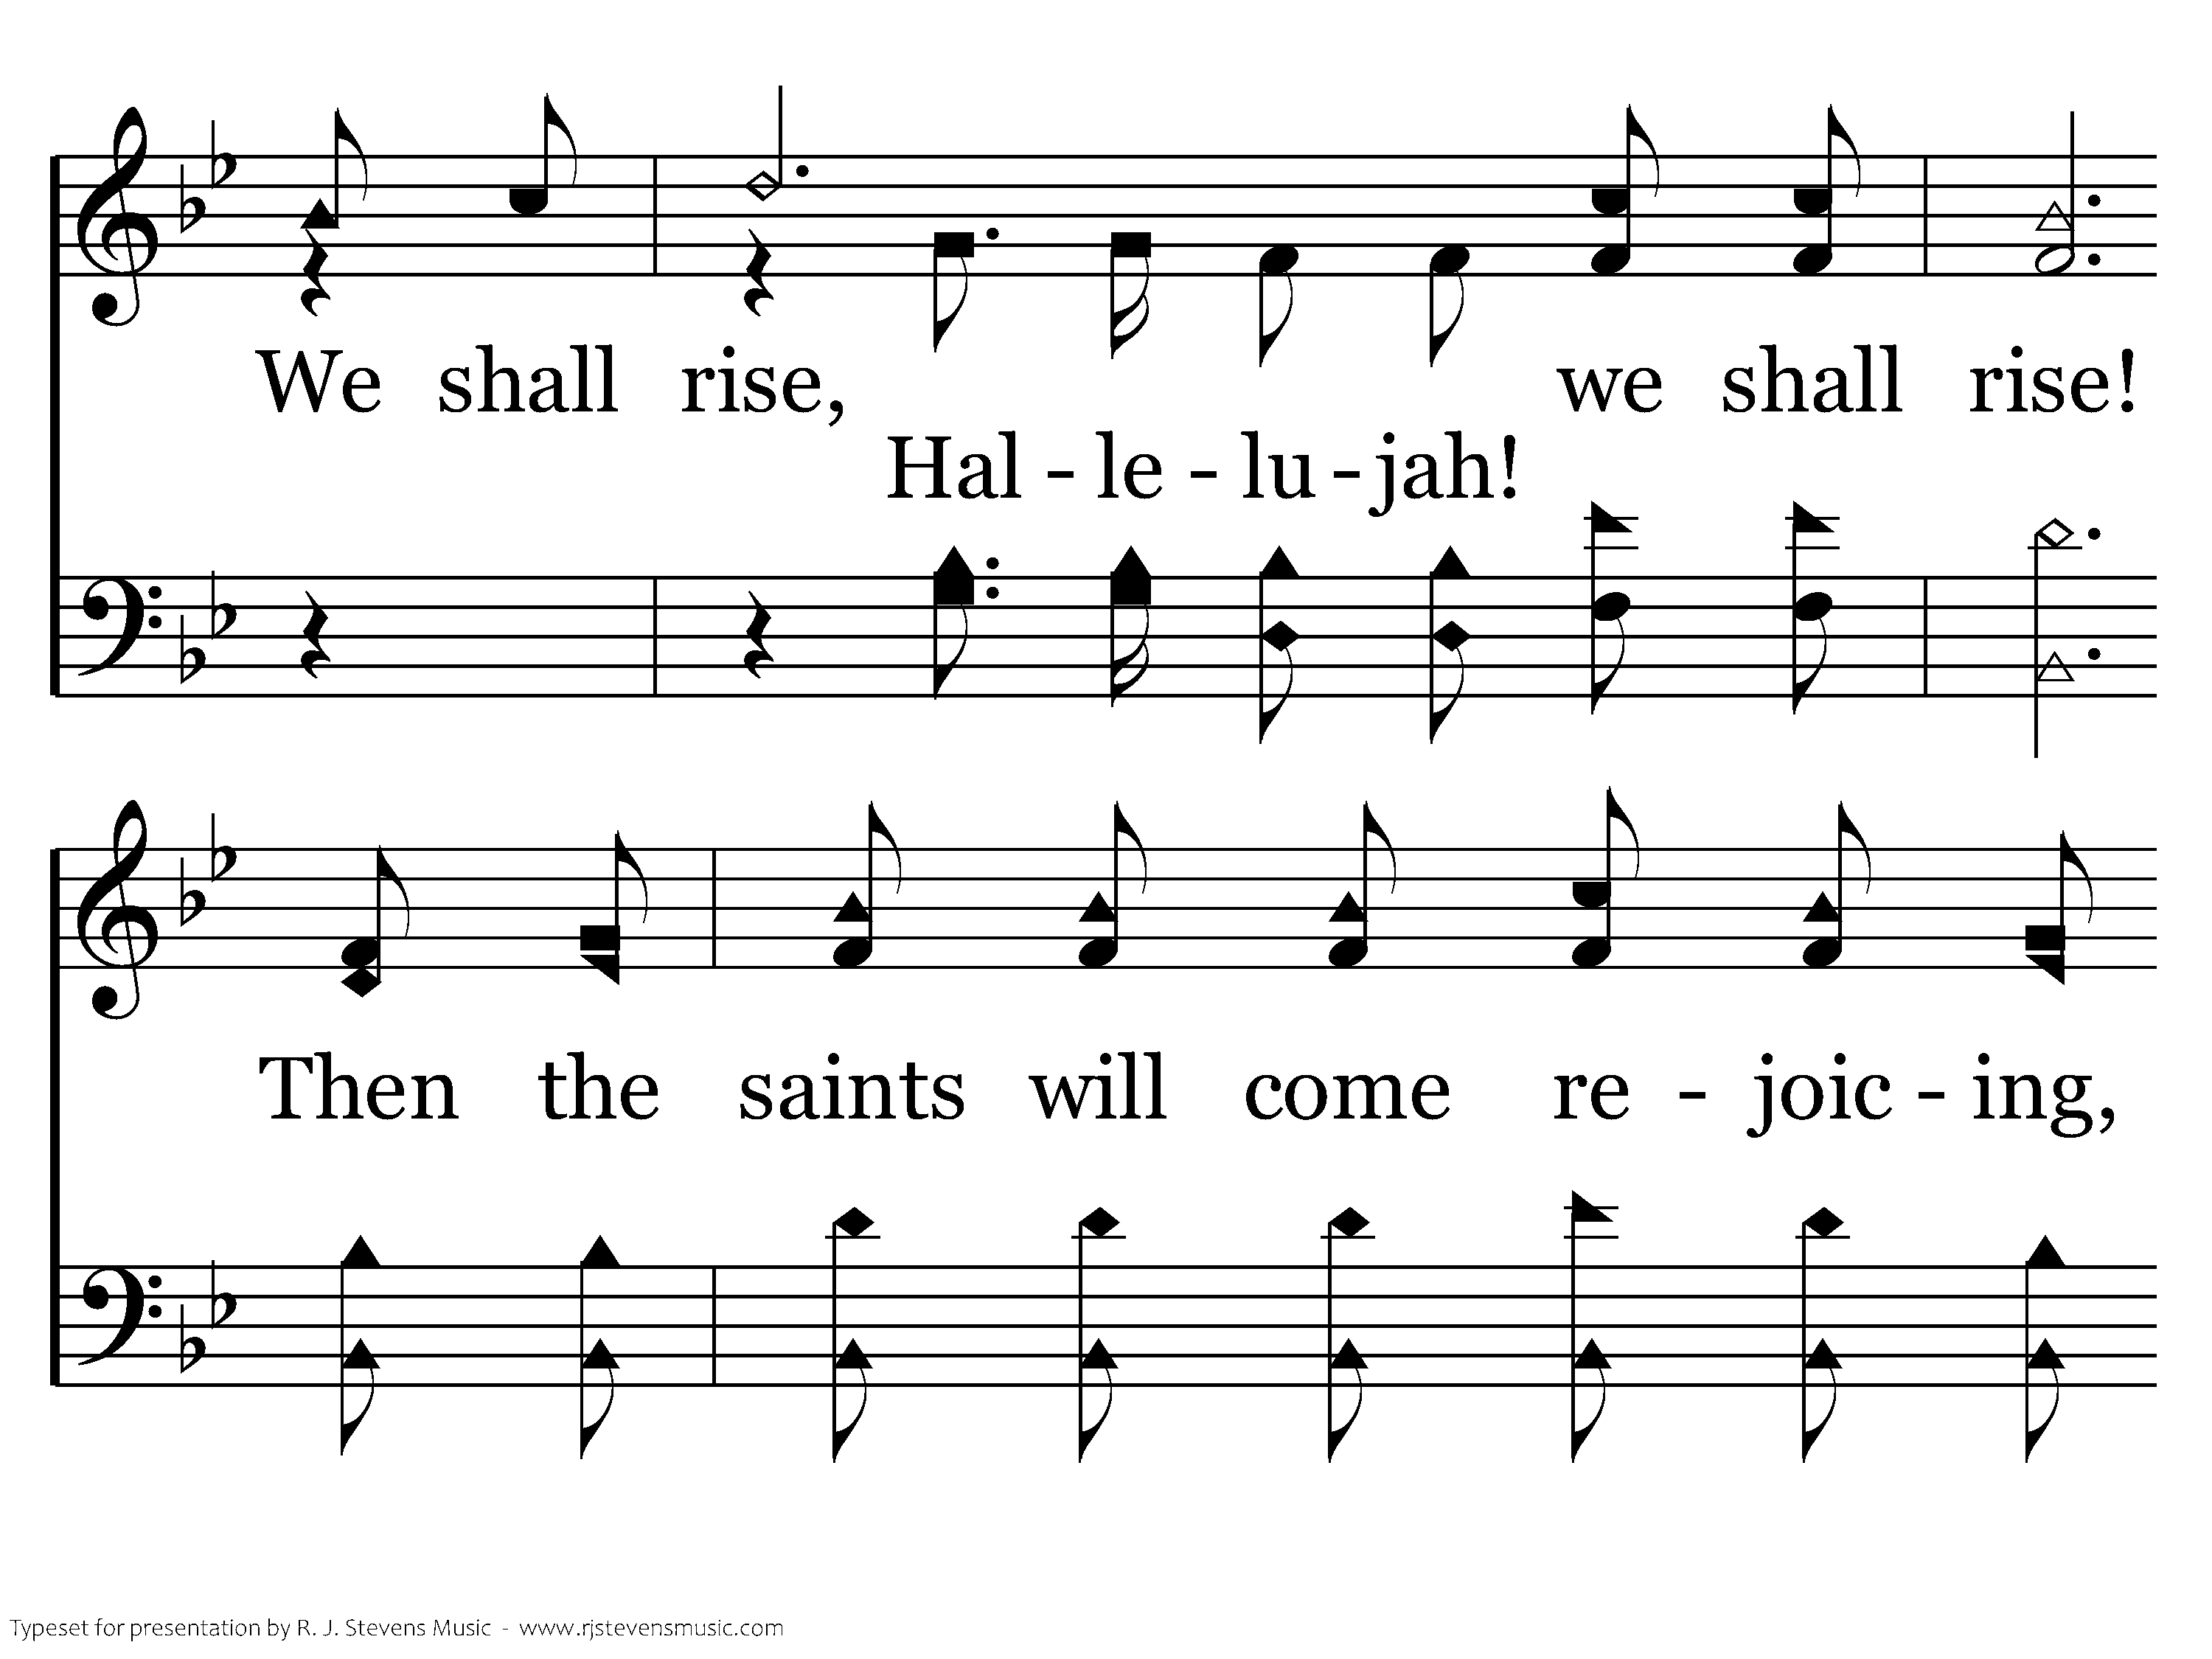 We shall rise, we shall rise!
Hal - le - lu - jah!
Then the saints will come re - joic - ing,
Typeset for presentation by R. J. Stevens Music - www.rjstevensmusic.com